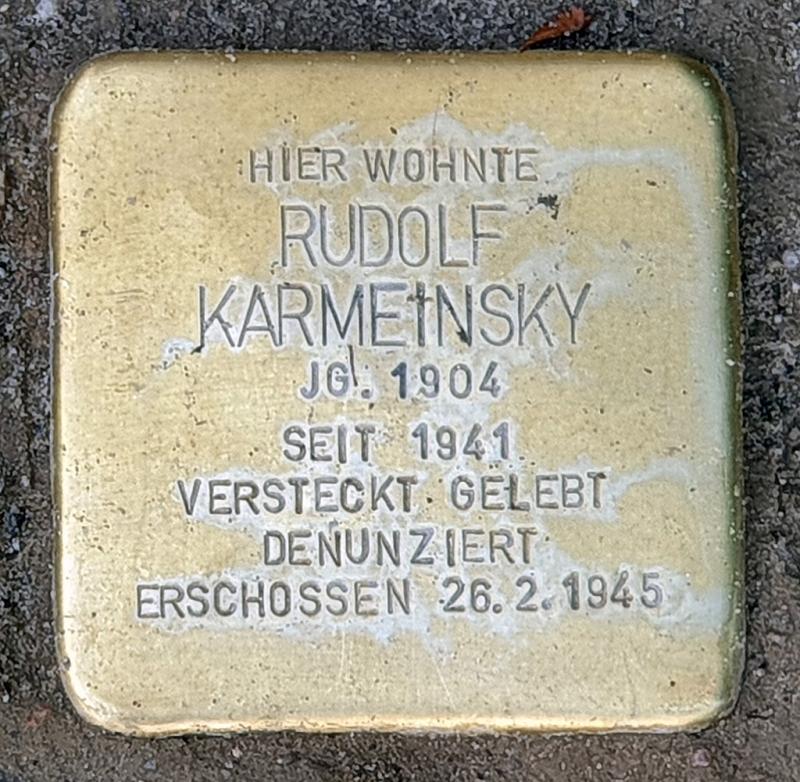 HIER WOHNTE
RUDOLF
KARMEINSKY
JG. 1904
SEIT 1941
VERSTECKT GELEBT
DENUNZIERT
ERSCHOSSEN 26.2.1945